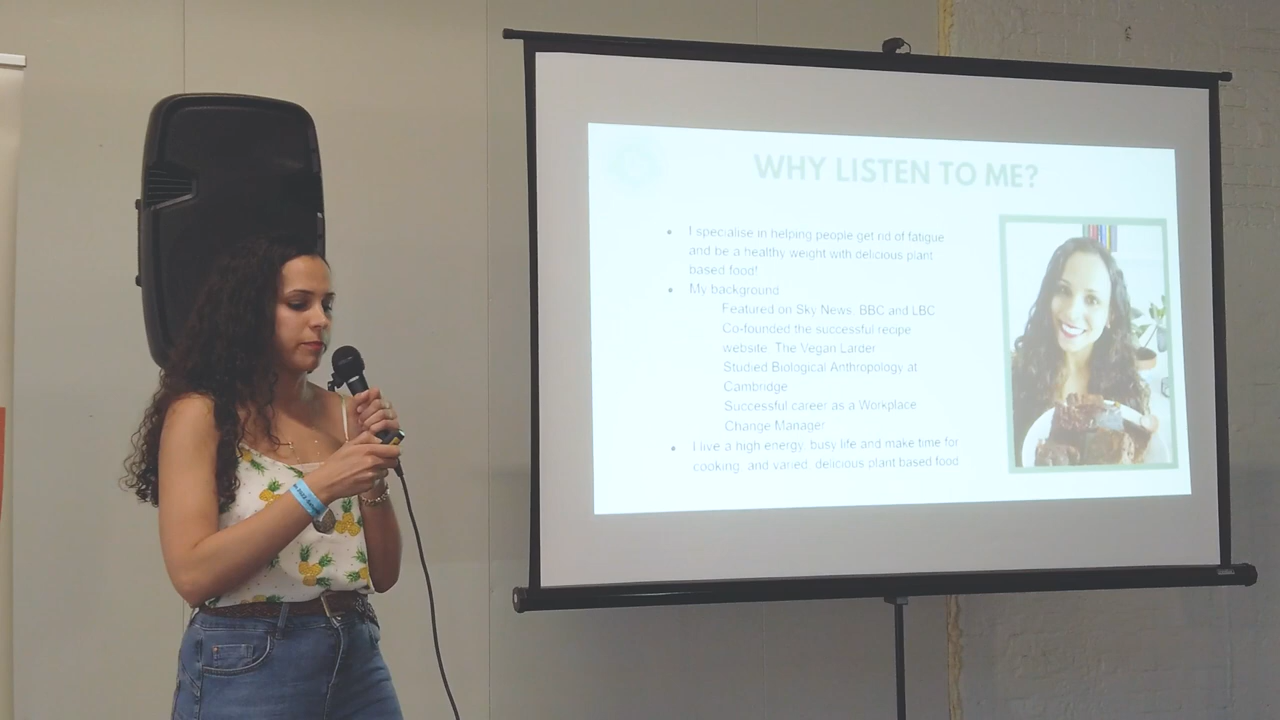 WHY LISTEN TO ME?
I specialise in helping people get rid of fatigue
and be a healthy weight with delicious plant
based food!
My background
Featured on Sky News, BBC and LBC
Co-founded the successful recipe
website The Vegan Larder
Studied Biological Anthropology at
Cambridge
Successful career as a Workplace
Change Manager
I live a high energy, busy life and make time for
cooking and varied, delicious plant based food